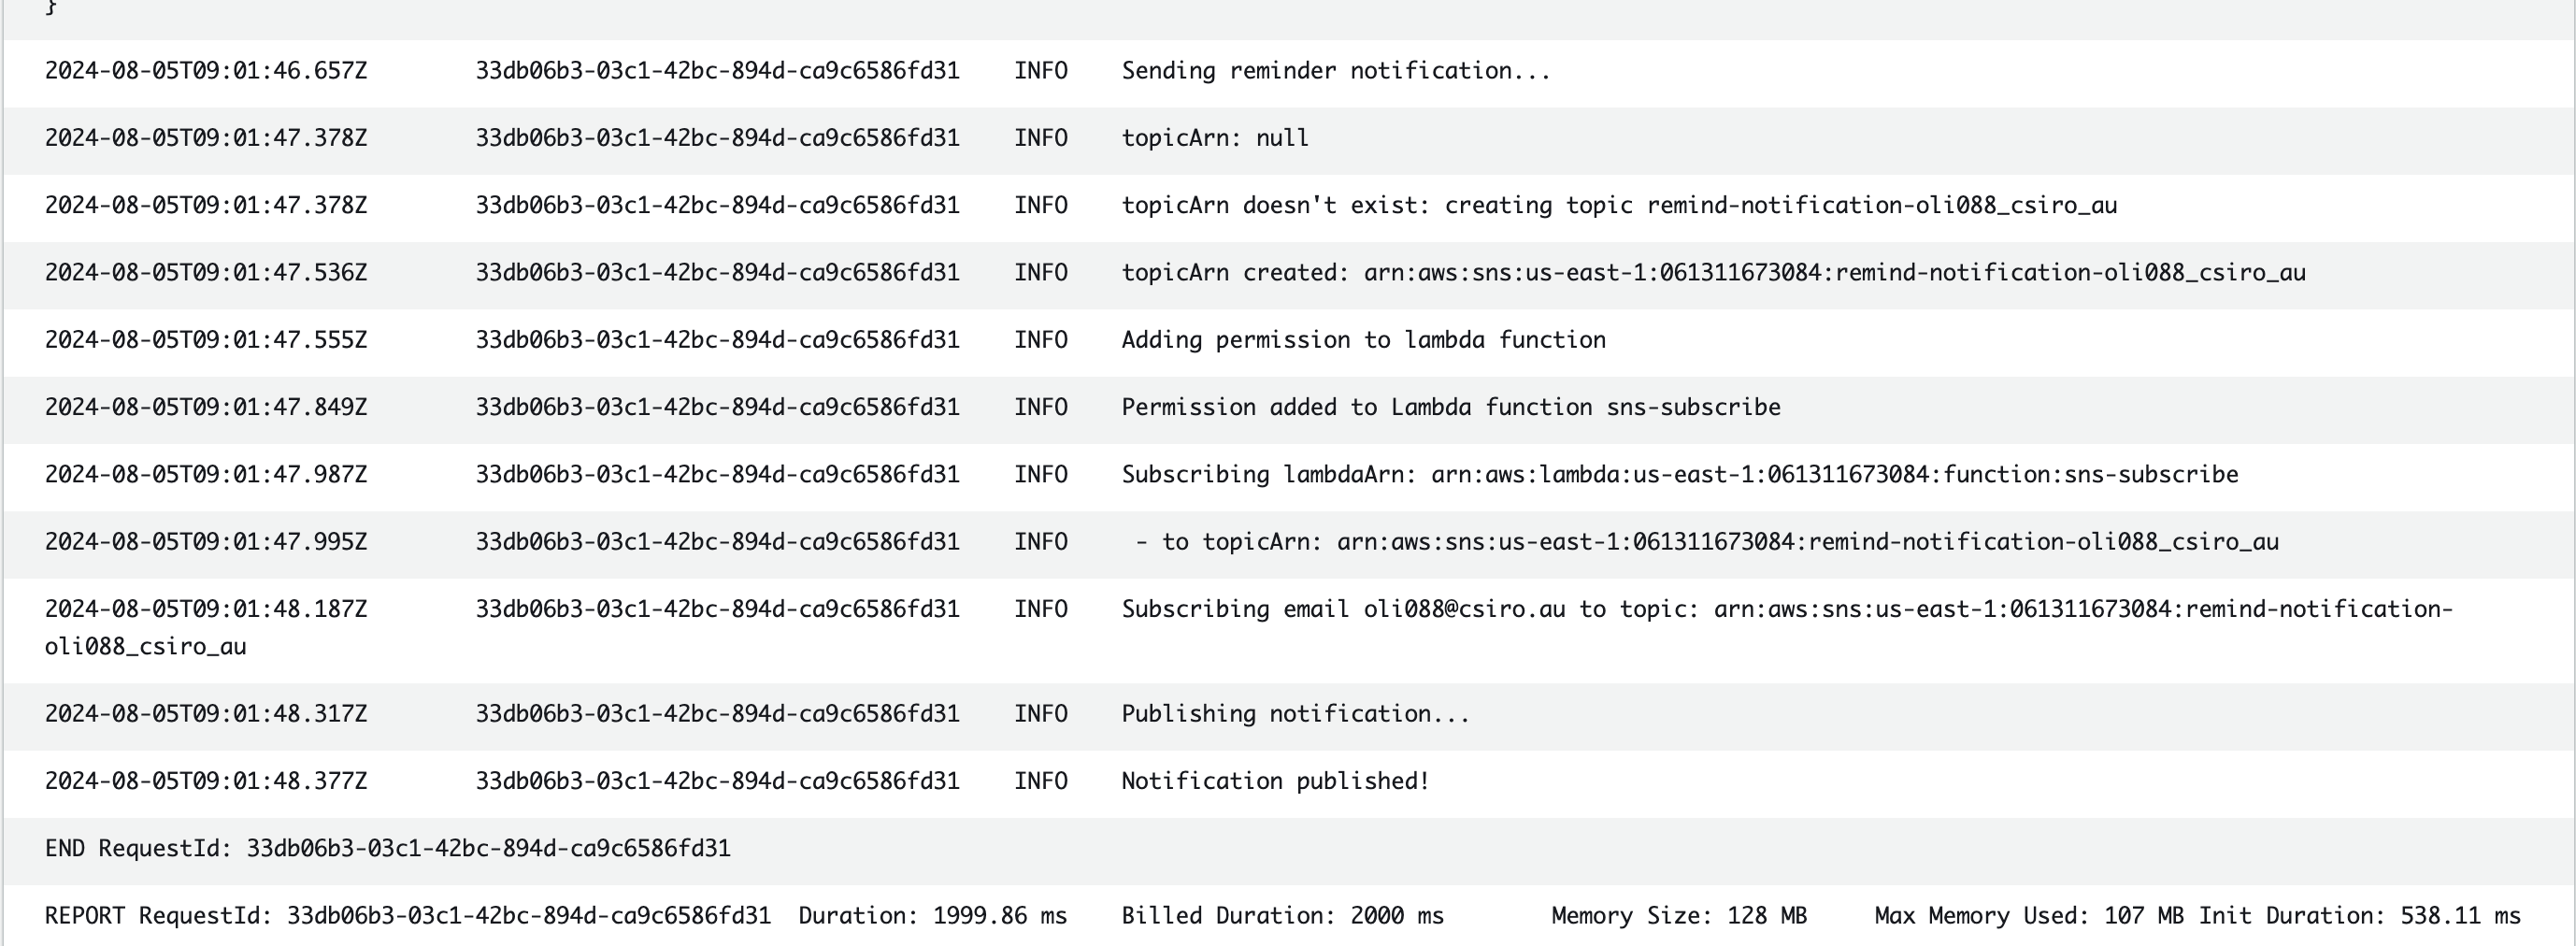 }
2024-08-05T09:01:46.657Z 33db06b3-03c1-42bc-894d-ca9c6586fd31 INFO Sending reminder notification...
2024-08-05T09:01:47.378Z 33db06b3-03c1-42bc-894d-ca9c6586fd31 INFO topicArn: null
2024-08-05T09:01:47.378Z 33db06b3-03c1-42bc-894d-ca9c6586fd31 INFO topicArn doesn't exist: creating topic remind-notification-oli088_csiro_au
2024-08-05T09:01:47.536Z 33db06b3-03c1-42bc-894d-ca9c6586fd31 INFO topicArn created: arn:aws:sns:us-east-1:061311673084:remind-notification-oli088_csiro_au
2024-08-05T09:01:47.555Z 33db06b3-03c1-42bc-894d-ca9c6586fd31 INFO Adding permission to lambda function
2024-08-05T09:01:47.849Z 33db06b3-03c1-42bc-894d-ca9c6586fd31 INFO Permission added to Lambda function sns-subscribe
2024-08-05T09:01:47.987Z 33db06b3-03c1-42bc-894d-ca9c6586fd31 INFO Subscribing lambdaArn: arn:aws:lambda:us-east-1:061311673084:function:sns-subscribe
2024-08-05T09:01:47.995Z 33db06b3-03c1-42bc-894d-ca9c6586fd31 INFO - to topicArn: arn:aws:sns:us-east-1:061311673084:remind-notification-oli088_csiro_au
2024-08-05T09:01:48.187Z 33db06b3-03c1-42bc-894d-ca9c6586fd31 INFO Subscribing email oli088@csiro.au to topic: arn:aws:sns:us-east-1:061311673084:remind-notification-
oli088_csiro_au
2024-08-05T09:01:48.317Z 33db06b3-03c1-42bc-894d-ca9c6586fd31 INFO Publishing notification...
2024-08-05T09:01:48.377Z 33db06b3-03c1-42bc-894d-ca9c6586fd31 INFO Notification published!
END RequestId: 33db06b3-03c1-42bc-894d-ca9c6586fd31
REPORT RequestId: 33db06b3-03c1-42bc-894d-ca9c6586fd31 Duration: 1999.86 ms Billed Duration: 2000 ms Memory Size: 128 MB Max Memory Used: 107 MB Init Duration: 538.11 ms